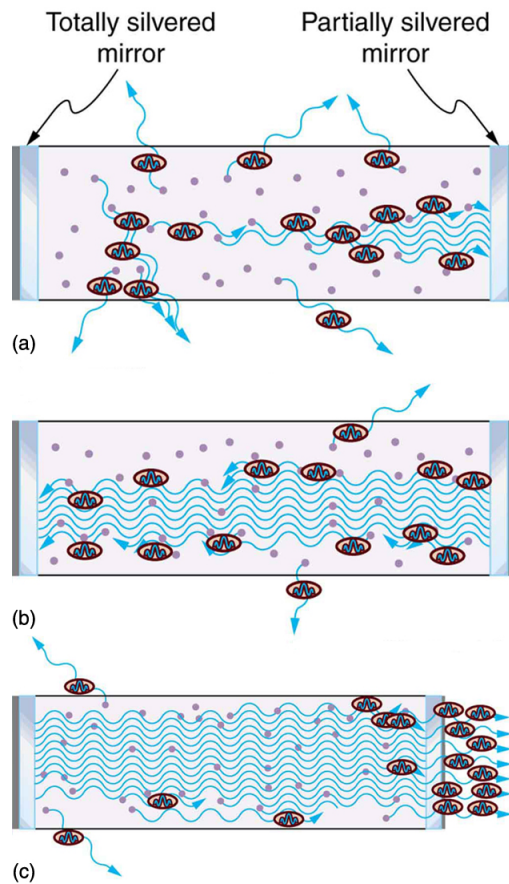 Totally silvered
mirror
Partially silvered
mirror
(a)
(b)
(c)